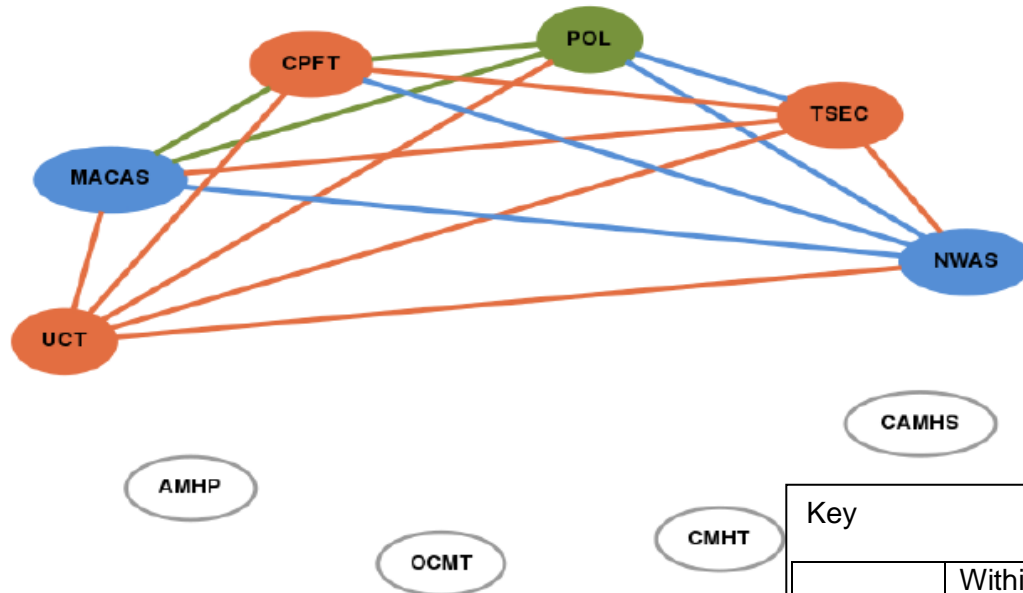 POL
CPFT
TSEC
MACAS
NWAS
UCT
CAMHS
AMHP
Key
CMHT
OCMT